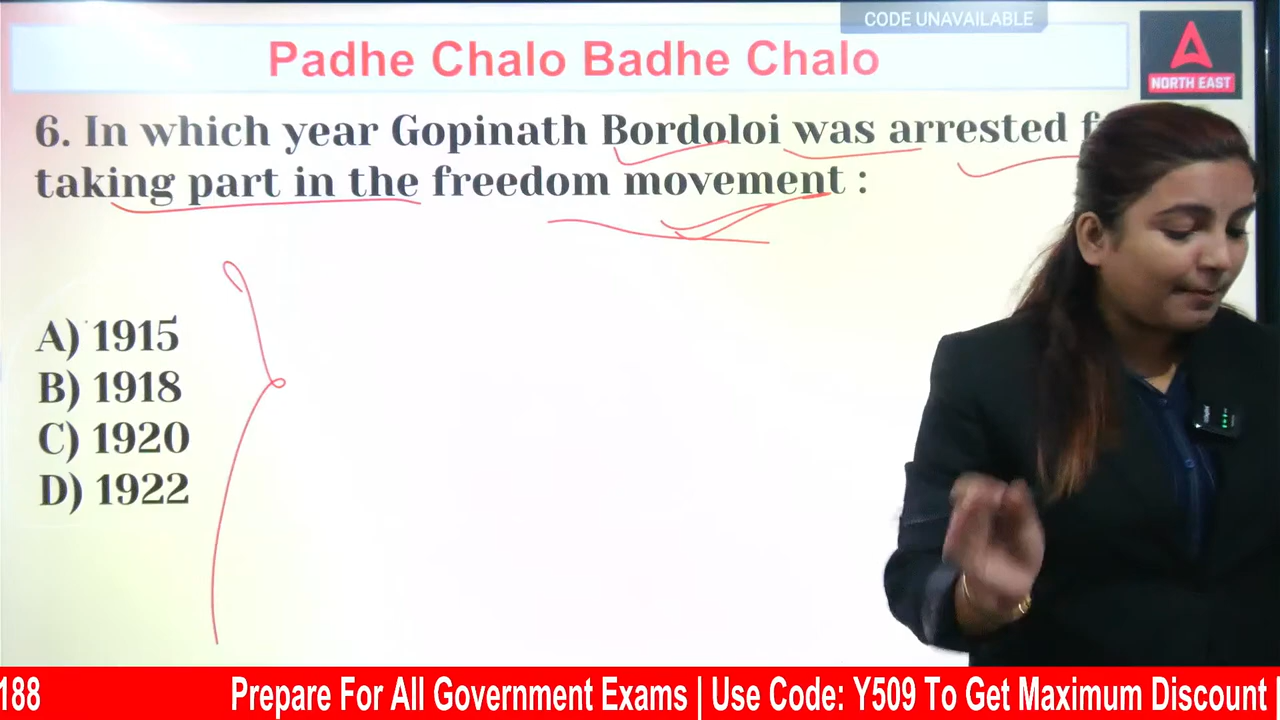 CODE UNAVAILABLE
Padhe Chalo Badhe Chalo
NORTH EAST
6. In which year Gopinath Bordoloi was arrested
taking part in the freedom movement :
A) 1915
B) 1918
C) 1920
D) 1922
188 Prepare For All Government Exams | Use Code: Y509 To Get Maximum Discount